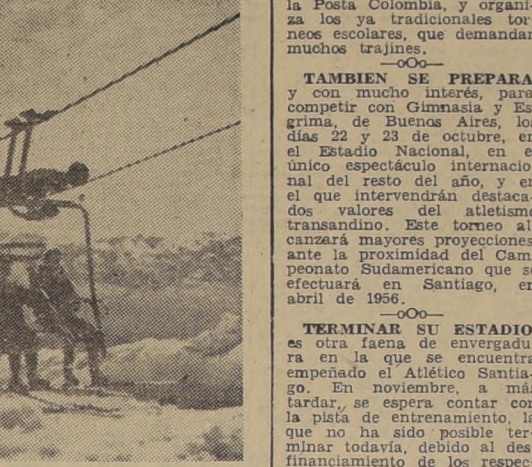 la Posta Colombia, y organi-
za los ya tradicionales tor-
neos escolares, que demandan
muchos trajines.
—oOo—
TAMBIEN SE PREPARA
y con mucho interés, para
competir con Gimnasia y Es-
grima, de Buenos Aires, los
días 22 y 23 de octubre, en
el Estadio Nacional, en el
único espectáculo internacio-
nal del resto del año, y en
el que intervendrán destaca-
dos valores del atletismo
transandino. Este torneo al-
canzará mayores proyecciones
ante la proximidad del Cam-
peonato Sudamericano que se
efectuará en Santiago, en
abril de 1956.
—oOo—
TERMINAR SU ESTADIO
es otra faena de envergadu-
ra en la que se encuentra
empeñado el Atlético Santia-
go. En noviembre, a más
tardar, se espera contar con
la pista de entrenamiento, la
que no ha sido posible ter-
minar todavía, debido al des-
financiamiento de los respec-